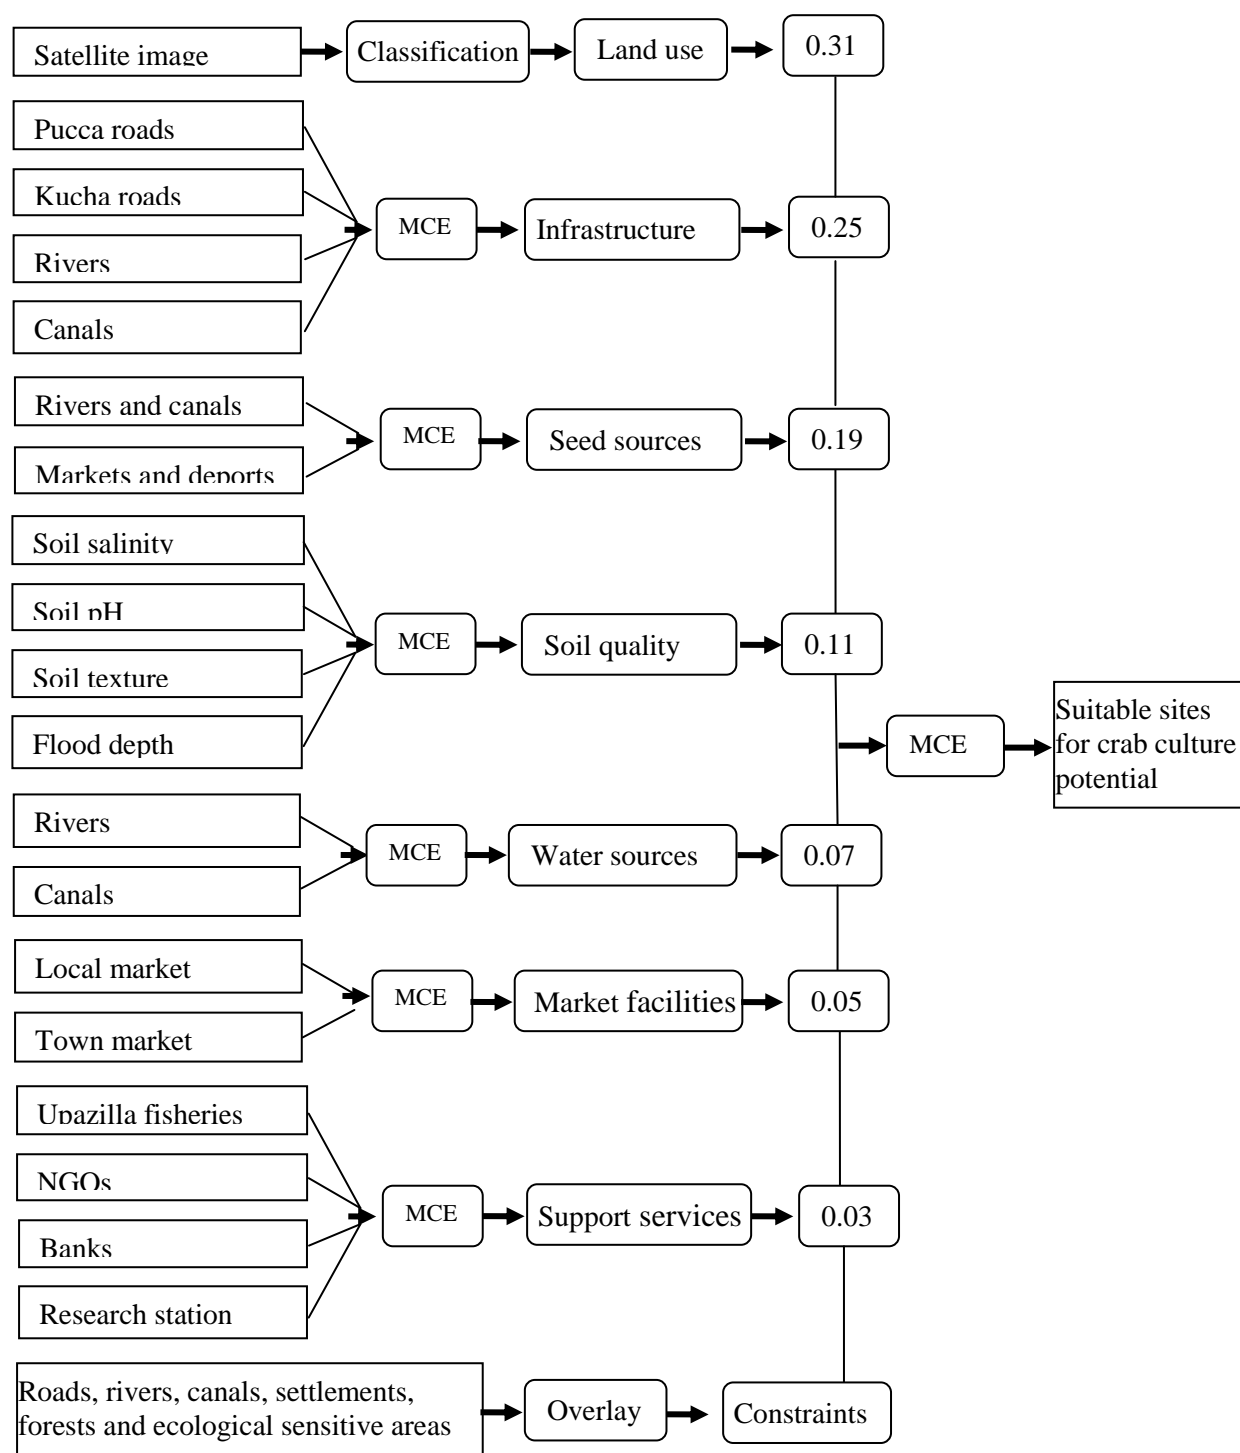 Satellite image
Classification
Land use
0.31
Pucca roads
Kucha roads
Rivers
Canals
MCE
Infrastructure
0.25
Rivers and canals
Markets and deports
MCE
Seed sources
0.19
Soil salinity
Soil pH
Soil texture
Flood depth
MCE
Soil quality
0.11
MCE
Suitable sites
for crab culture
potential
Rivers
Canals
MCE
Water sources
0.07
Local market
Town market
MCE
Market facilities
0.05
Upazilla fisheries
NGOs
Banks
Research station
MCE
Support services
0.03
Roads, rivers, canals, settlements,
forests and ecological sensitive areas
Overlay
Constraints